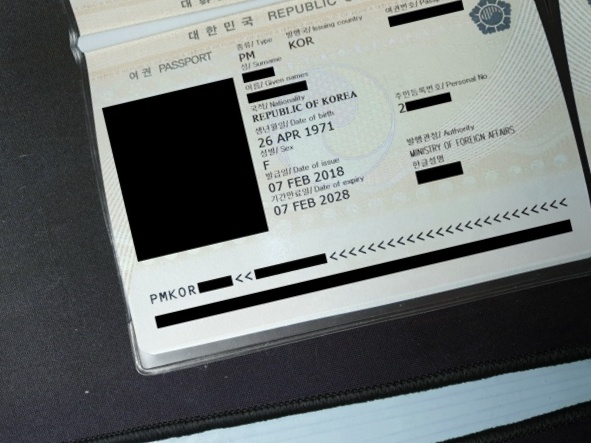 대한민국 REPUBLIC O
여권 PASSPORT
종류/ Type 발행국/ Issuing country 여권번호/
PM KOR
성/ Surname
이름/ Given names
국적/ Nationality
REPUBLIC OF KOREA
생년월일/ Date of birth 주민등록번호/ Personal No
26 APR 1971 2
성별/ Sex
F
발급일/ Date of issue 발행관청/ Authority
07 FEB 2018 MINISTRY OF FOREIGN AFFAIRS
기간만료일/ Date of expiry 한글성명
07 FEB 2028
PMKOR <<<<<<<<<<<<<<<<<<<<<<<<<<